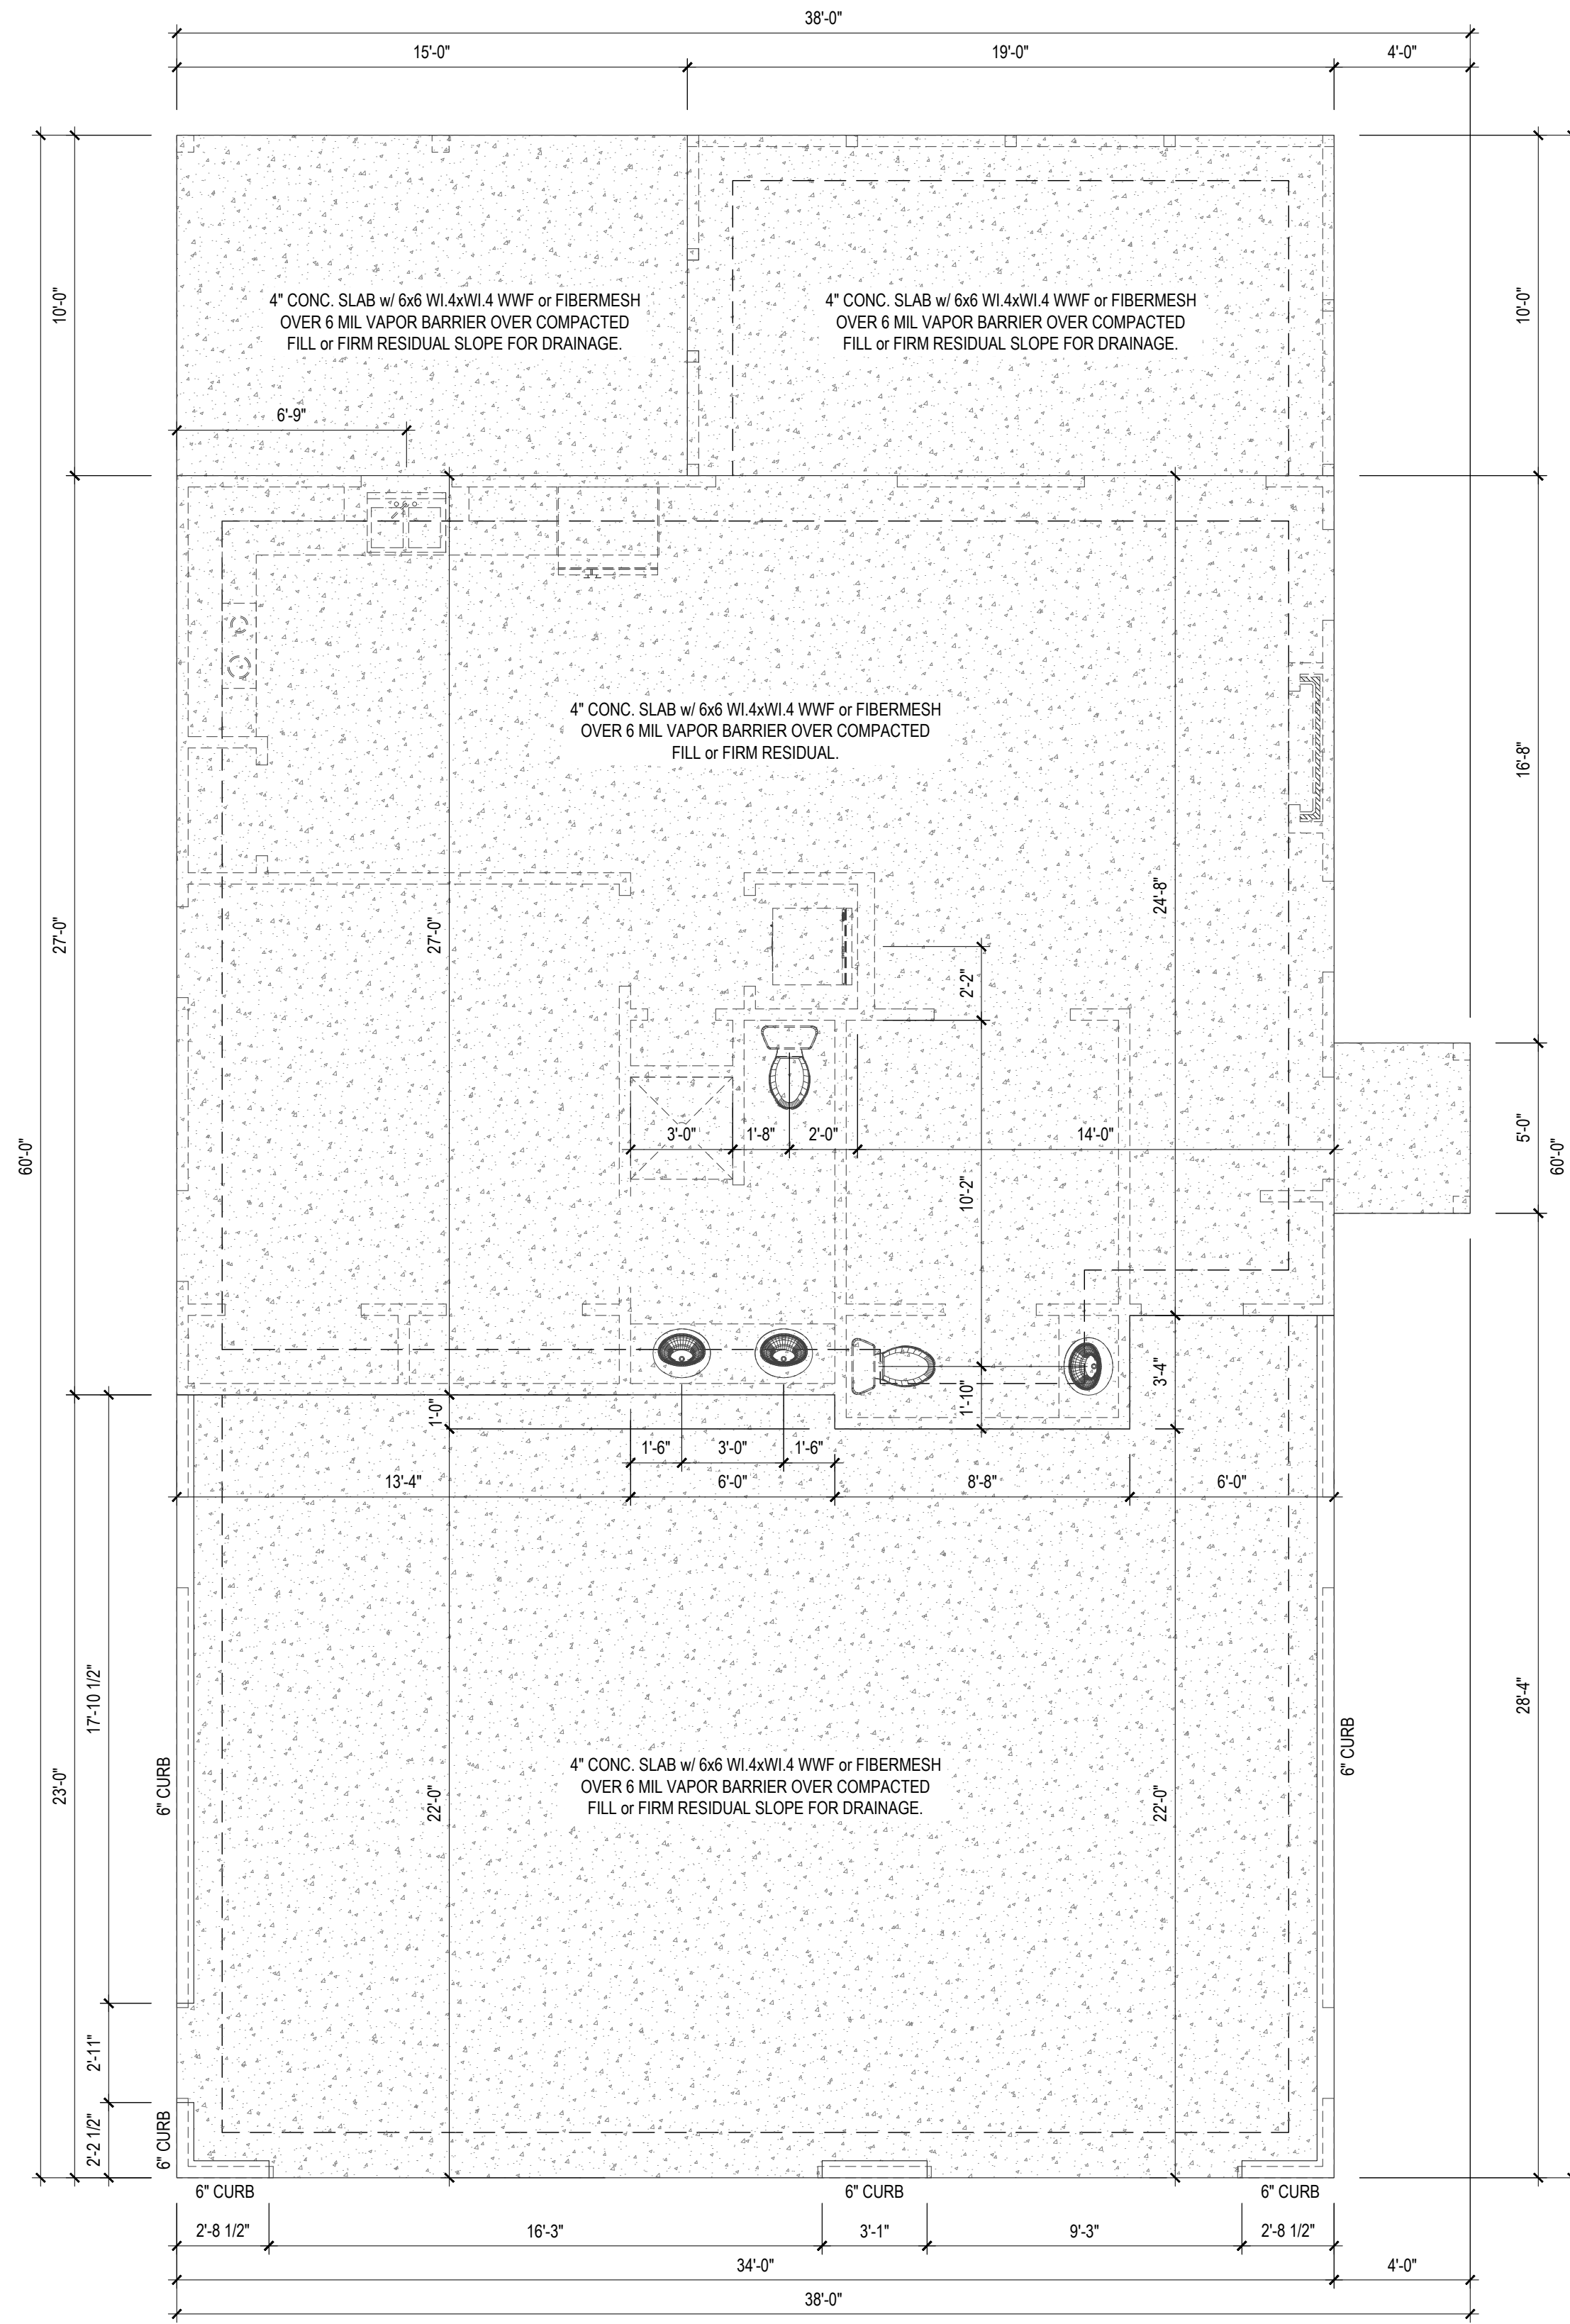 38'-0"
15'-0"
19'-0"
4'-0"
10'-0"
4" CONC. SLAB w/ 6x6 WI.4xWI.4 WWF or FIBERMESH
OVER 6 MIL VAPOR BARRIER OVER COMPACTED
FILL or FIRM RESIDUAL SLOPE FOR DRAINAGE.
4" CONC. SLAB w/ 6x6 WI.4xWI.4 WWF or FIBERMESH
OVER 6 MIL VAPOR BARRIER OVER COMPACTED
FILL or FIRM RESIDUAL SLOPE FOR DRAINAGE.
10'-0"
6'-9"
4" CONC. SLAB w/ 6x6 WI.4xWI.4 WWF or FIBERMESH
OVER 6 MIL VAPOR BARRIER OVER COMPACTED
FILL or FIRM RESIDUAL.
16'-8"
27'-0"
27'-0"
24'-8"
2'-2"
60'-0"
3'-0"
1'-8"
2'-0"
14'-0"
5'-0"
60'-0"
10'-2"
3'-4"
1'-0"
1'-10"
1'-6"
3'-0"
1'-6"
13'-4"
6'-0"
8'-8"
6'-0"
17'-10 1/2"
28'-4"
6" CURB
6" CURB
23'-0"
22'-0"
4" CONC. SLAB w/ 6x6 WI.4xWI.4 WWF or FIBERMESH
OVER 6 MIL VAPOR BARRIER OVER COMPACTED
FILL or FIRM RESIDUAL SLOPE FOR DRAINAGE.
22'-0"
2'-11"
2'-2 1/2"
6" CURB
6" CURB
6" CURB
6" CURB
2'-8 1/2"
16'-3"
3'-1"
9'-3"
2'-8 1/2"
34'-0"
4'-0"
38'-0"